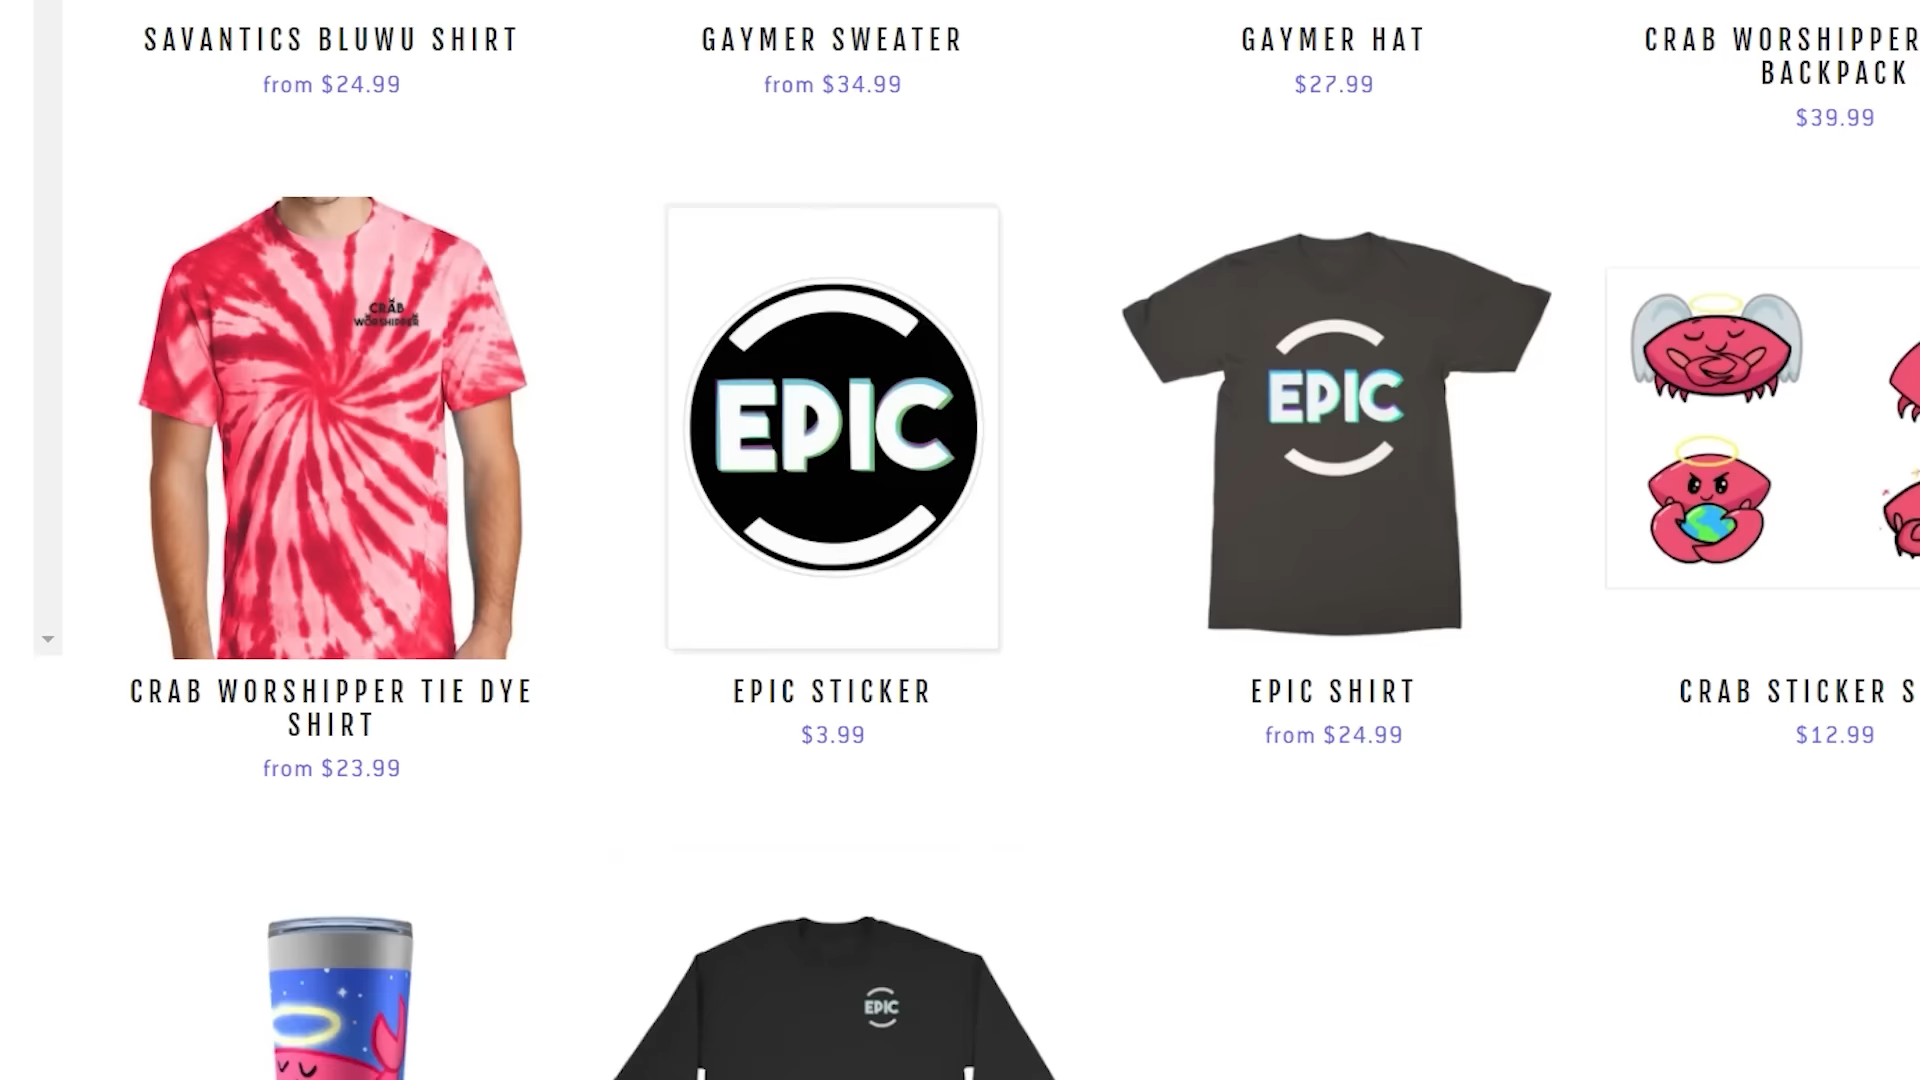 SAVANTICS BLUWU SHIRT
from $24.99
GAYMER SWEATER
from $34.99
GAYMER HAT
$27.99
CRAB WORSHIPPER
BACKPACK
$39.99
CRAB
WORSHIPPER
EPIC
EPIC
CRAB WORSHIPPER TIE DYE
SHIRT
from $23.99
EPIC STICKER
$3.99
EPIC SHIRT
from $24.99
CRAB STICKER S
$12.99
EPIC